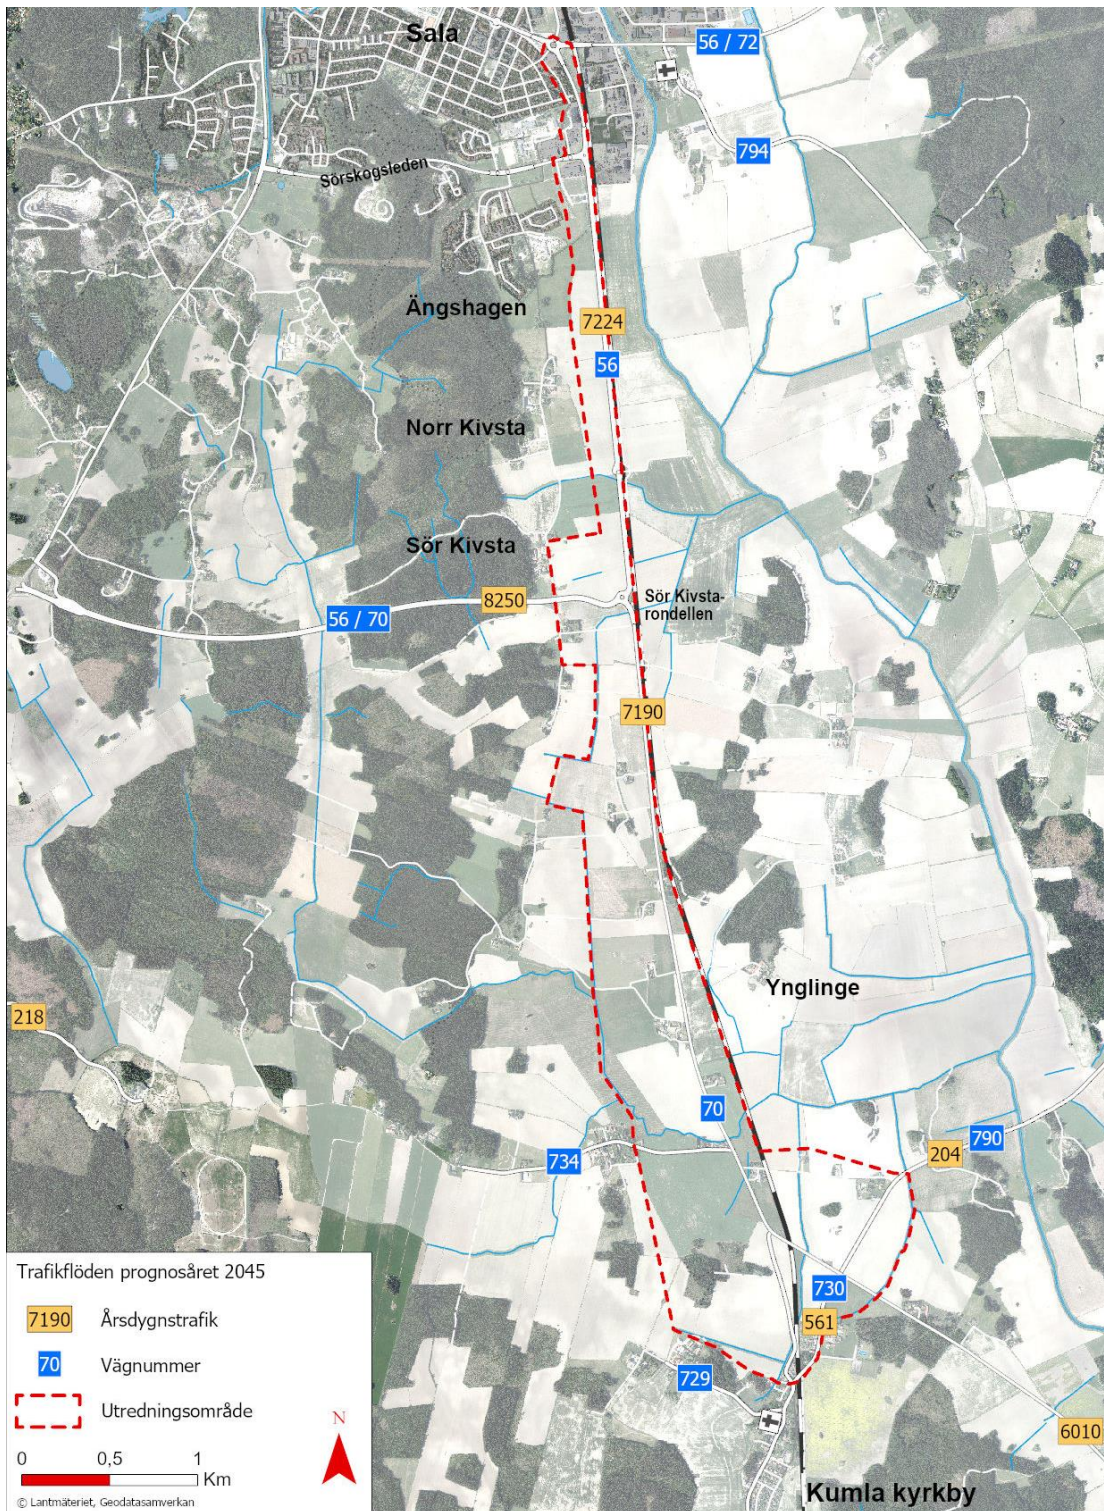 Sala
56 / 72
794
Sörskogsleden
Ängshagen
7224
56
Norr Kivsta
Sör Kivsta
8250
56 / 70
Sör Kivsta-
rondellen
7190
Ynglinge
218
70
734
204
790
730
561
729
6010
Kumla kyrkby
Trafikflöden prognosåret 2045
7190 Årsdygnstrafik
70 Vägnummer
Utredningsområde
N
0 0,5 1
Km
© Lantmäteriet, Geodatasamverkan